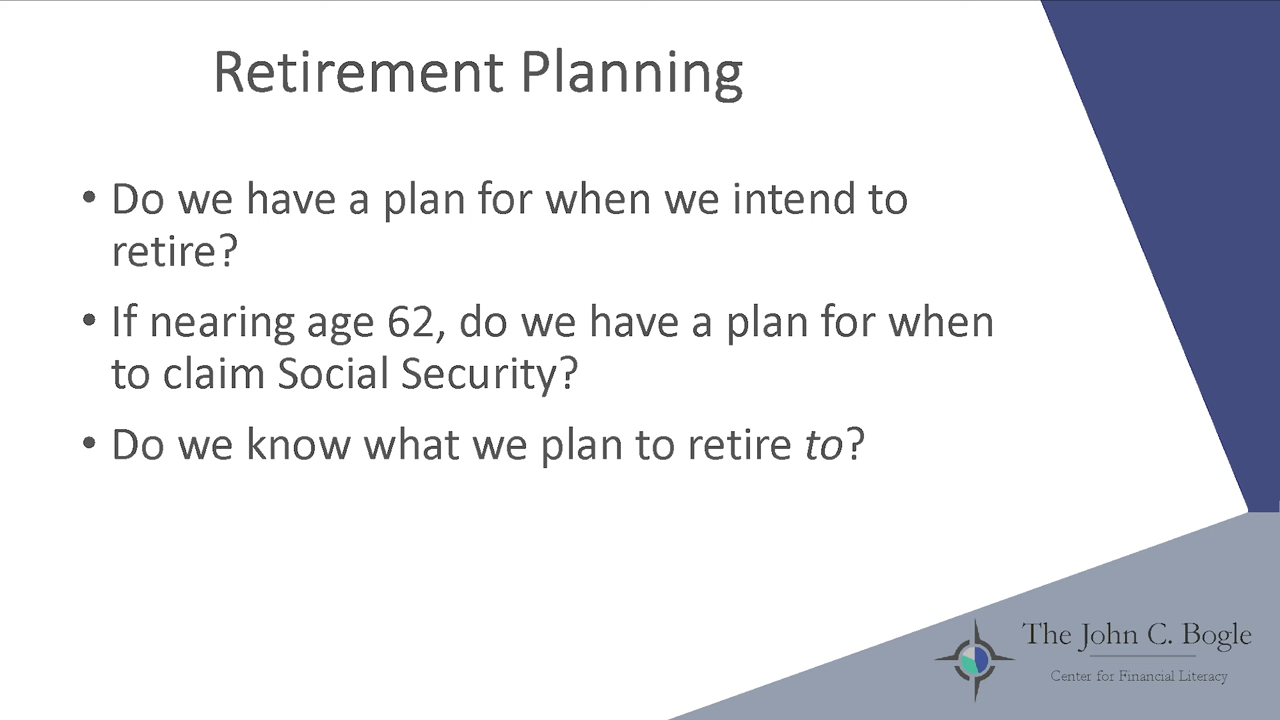 Retirement Planning
• Do we have a plan for when we intend to
retire?
• If nearing age 62, do we have a plan for when
to claim Social Security?
• Do we know what we plan to retire to?
The John C. Bogle
Center for Financial Literacy